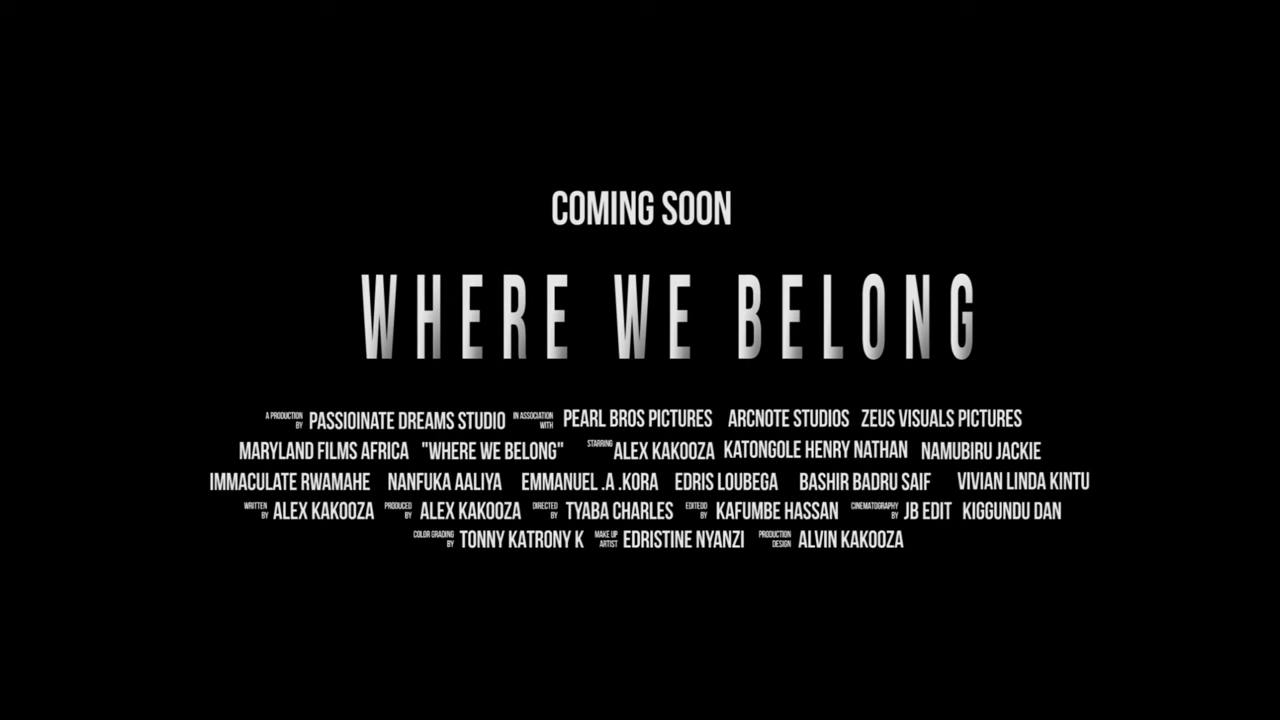 COMING SOON
WHERE WE BELONG
A PRODUCTION BY PASSIOINATE DREAMS STUDIO IN ASSOCIATION WITH PEARL BROS PICTURES ARCNOTE STUDIOS ZEUS VISUALS PICTURES
MARYLAND FILMS AFRICA "WHERE WE BELONG" STARRING ALEX KAKOOZA KATONGOLE HENRY NATHAN NAMUBIRU JACKIE
IMMACULATE RWAMAHE NANFUKA AALIYA EMMANUEL .A .KORA EDRIS LOUBEGA BASHIR BADRU SAIF VIVIAN LINDA KINTU
WRITTEN BY ALEX KAKOOZA PRODUCED BY ALEX KAKOOZA DIRECTED BY TYABA CHARLES EDITEDD BY KAFUMBE HASSAN CINEMATOGRAPHY BY JB EDIT KIGGUNDU DAN
COLOR GRADING BY TONNY KATRONY K MAKE UP ARTIST EDRISTINE NYANZI PRODUCTION DESIGN ALVIN KAKOOZA